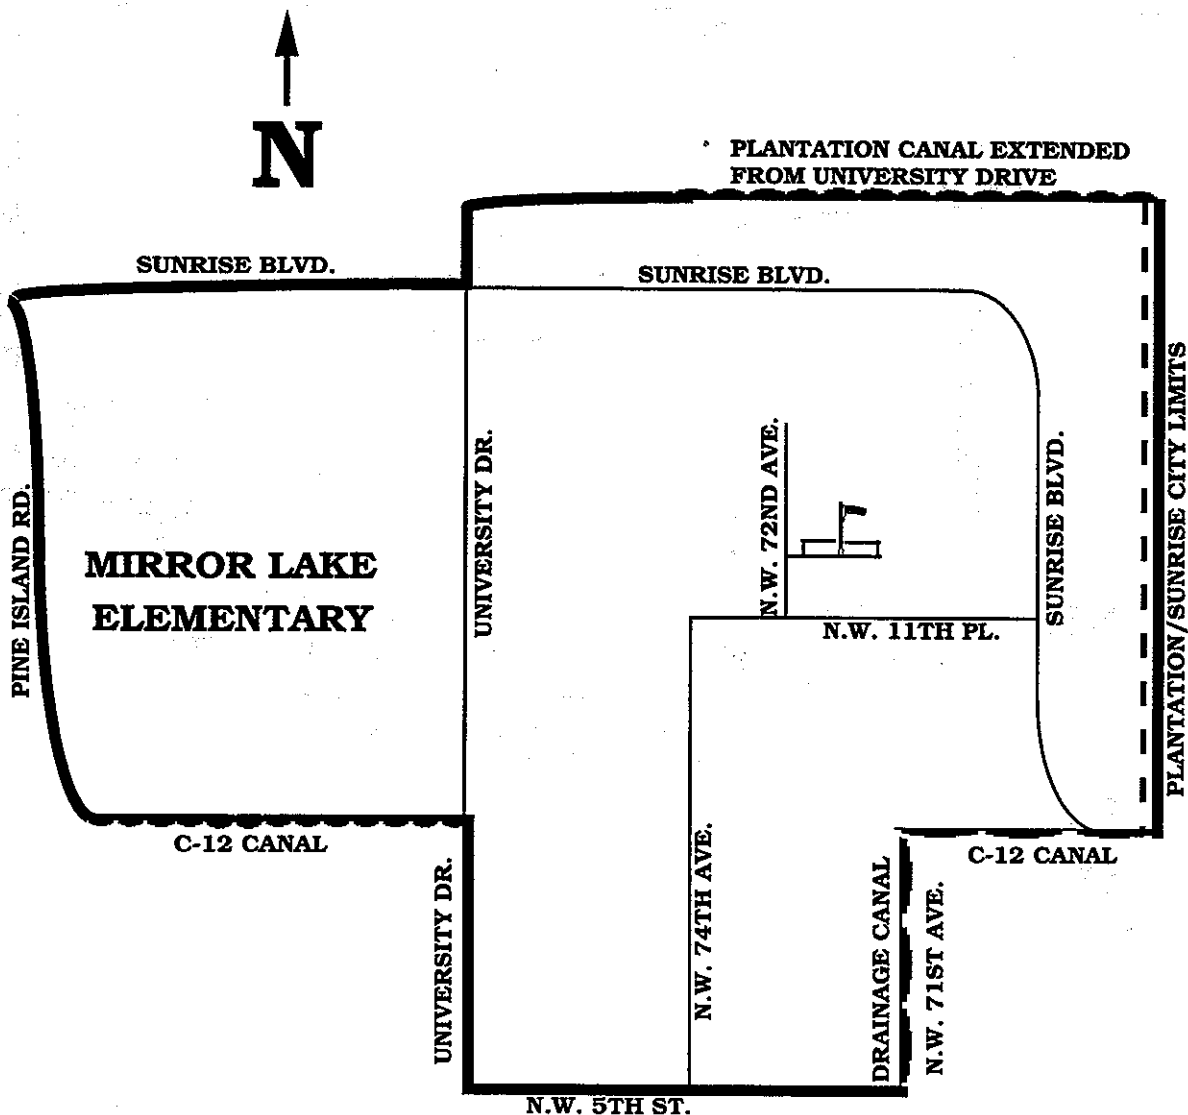 N
PLANTATION CANAL EXTENDED
FROM UNIVERSITY DRIVE
SUNRISE BLVD.
SUNRISE BLVD.
PINE ISLAND RD.
MIRROR LAKE
ELEMENTARY
UNIVERSITY DR.
N.W. 72ND AVE.
N.W. 11TH PL.
SUNRISE BLVD.
PLANTATION/SUNRISE CITY LIMITS
C-12 CANAL
UNIVERSITY DR.
N.W. 74TH AVE.
DRAINAGE CANAL
N.W. 71ST AVE.
C-12 CANAL
N.W. 5TH ST.